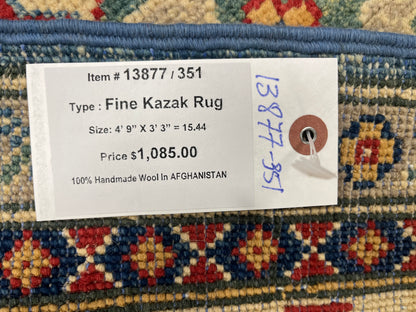 Item # 13877 / 351
Type : Fine Kazak Rug
Size: 4' 9" X 3' 3" = 15.44
Price $1,085.00
100% Handmade Wool In AFGHANISTAN
13877-351